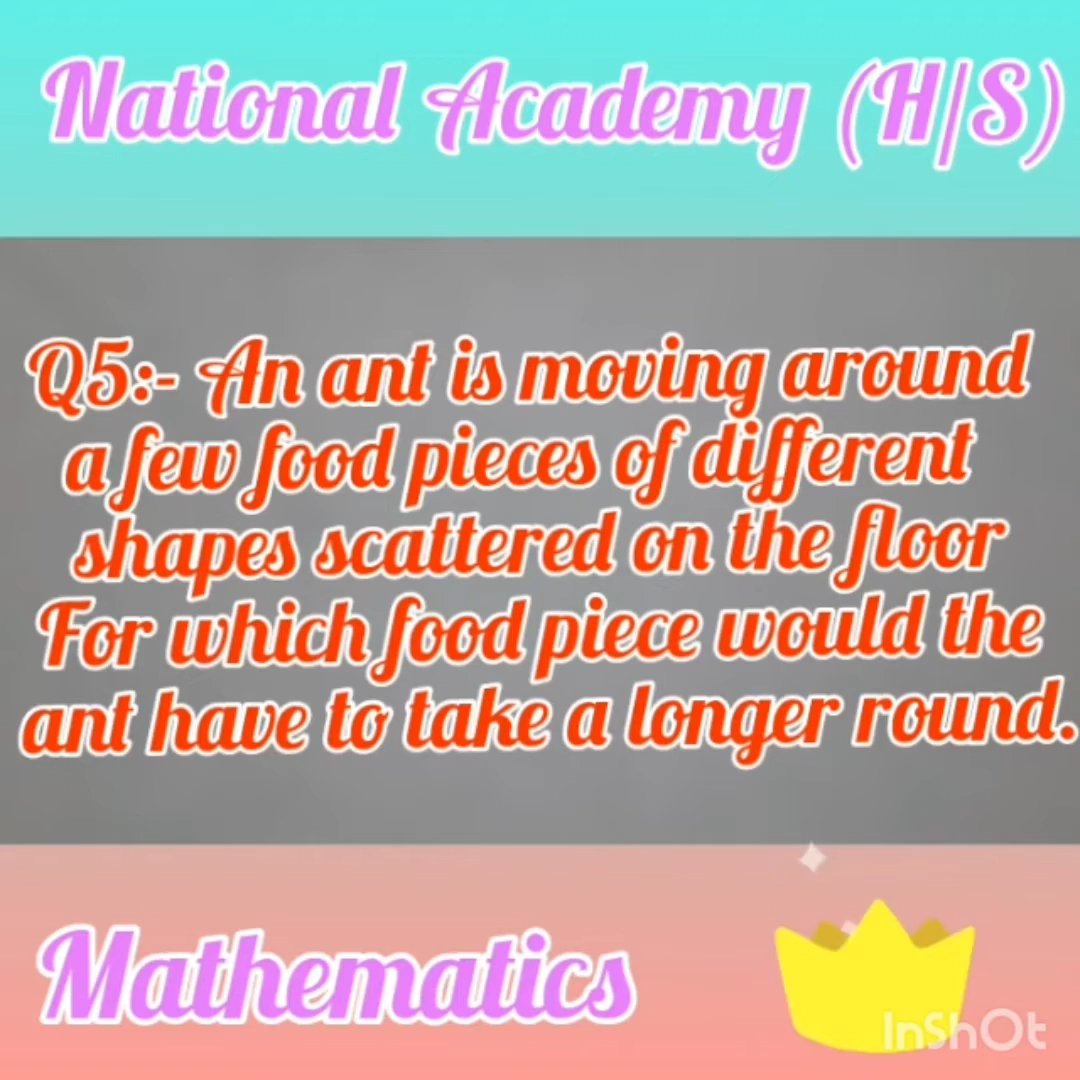 National Academy (H/S)
Q5:- An ant is moving around
a few food pieces of different
shapes scattered on the floor
For which food piece would the
ant have to take a longer round.
Mathematics
InShOt